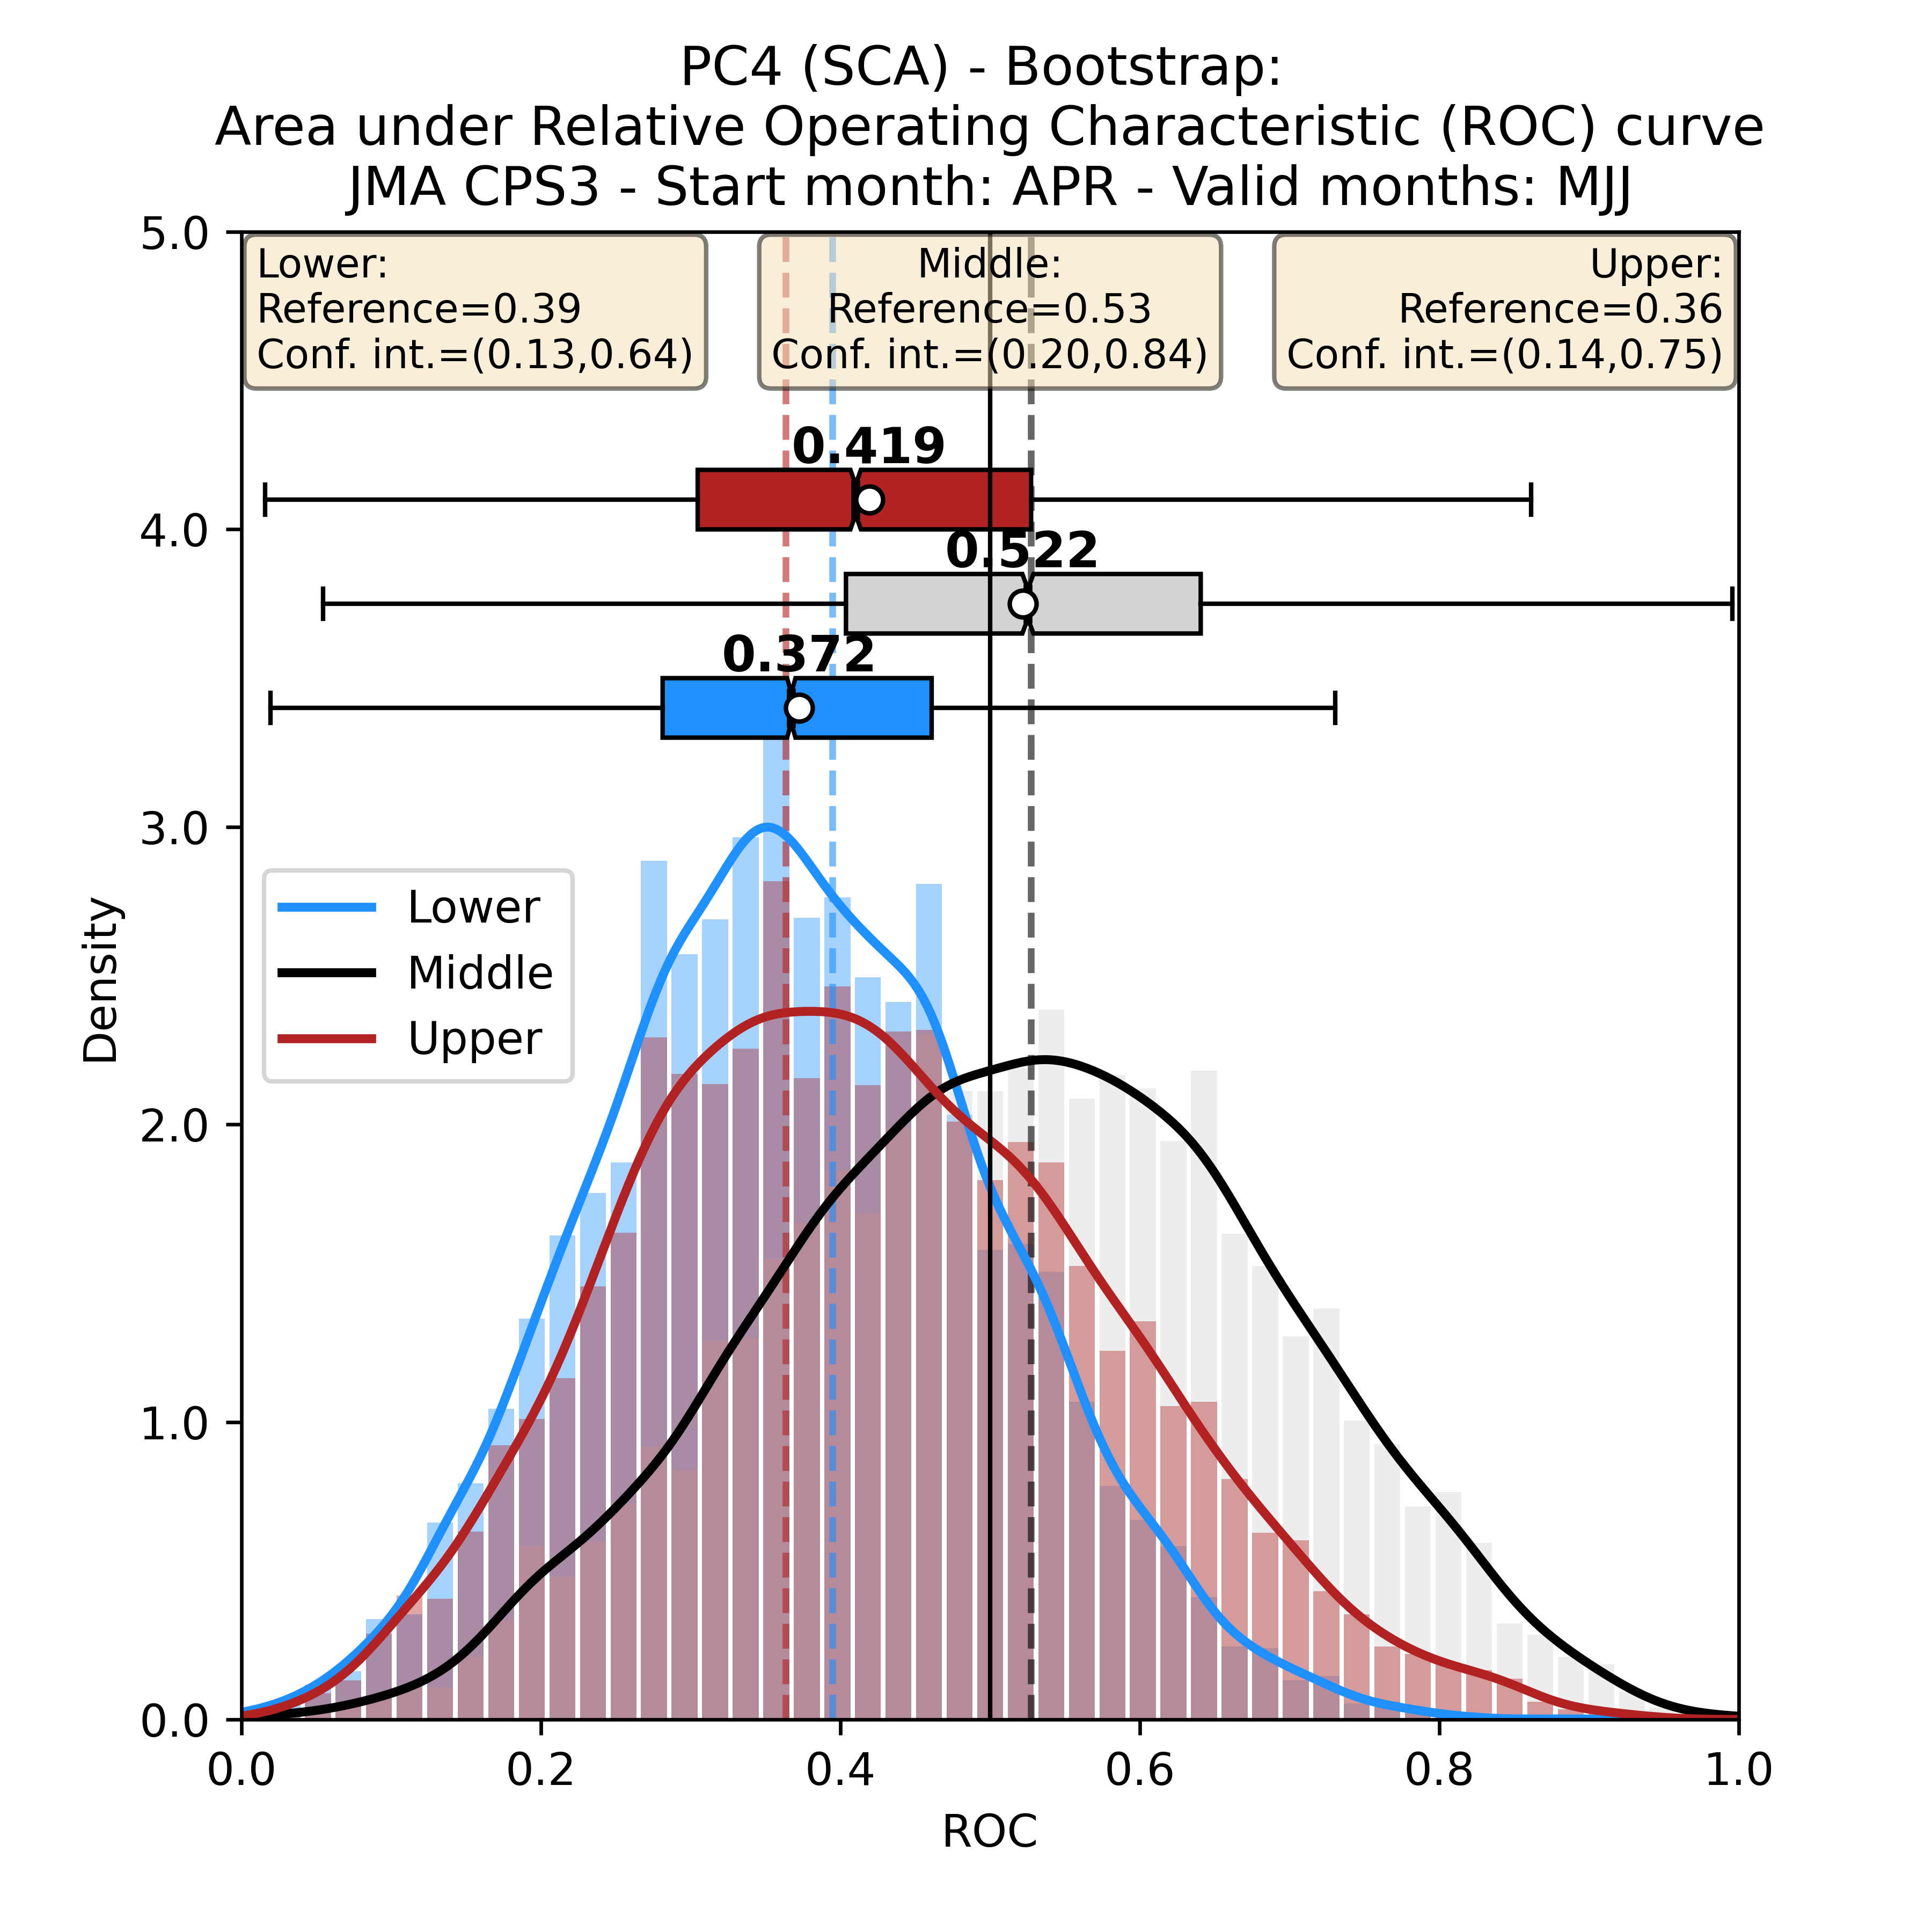 PC4 (SCA) - Bootstrap:
Area under Relative Operating Characteristic (ROC) curve
JMA CPS3 - Start month: APR - Valid months: MJJ
5.0
Lower:
Reference=0.39
Conf. int.=(0.13,0.64)
Middle:
Reference=0.53
Conf. int.=(0.20,0.84)
Upper:
Reference=0.36
Conf. int.=(0.14,0.75)
0.419
4.0
0.522
0.372
3.0
Lower
Middle
Upper
Density
2.0
1.0
0.0
0.0
0.2
0.4
0.6
0.8
1.0
ROC